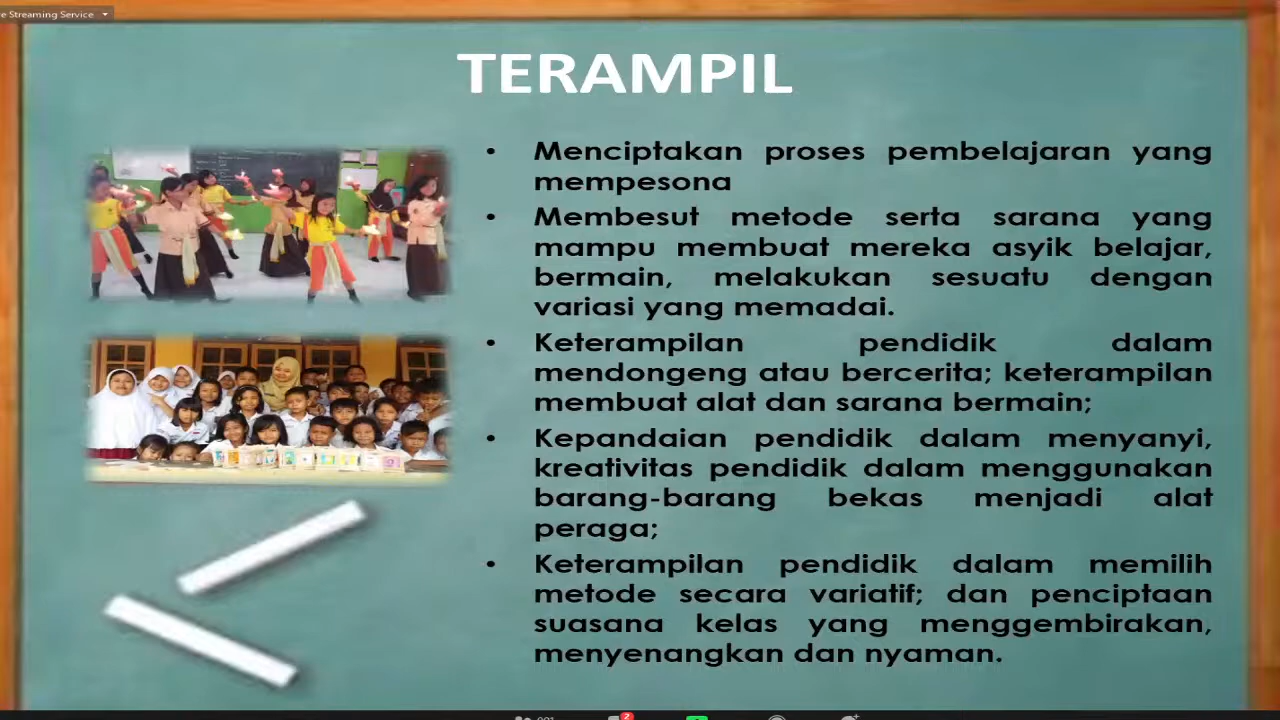 e Streaming Service
TERAMPIL
• Menciptakan proses pembelajaran yang
mempesona
• Membesut metode serta sarana yang
mampu membuat mereka asyik belajar,
bermain, melakukan sesuatu dengan
variasi yang memadai.
• Keterampilan pendidik dalam
mendongeng atau bercerita; keterampilan
membuat alat dan sarana bermain;
• Kepandaian pendidik dalam menyanyi,
kreativitas pendidik dalam menggunakan
barang-barang bekas menjadi alat
peraga;
• Keterampilan pendidik dalam memilih
metode secara variatif; dan penciptaan
suasana kelas yang menggembirakan,
menyenangkan dan nyaman.
2